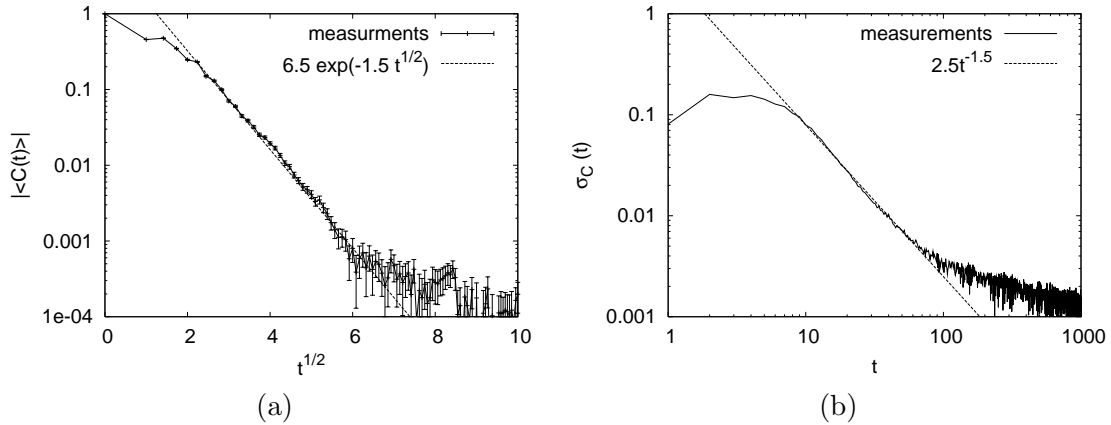 1
0.1
0.01
0.001
1e-04
0 2 4 6 8 10
|<C(t)>|
t^{1/2}
measurments
6.5 exp(-1.5 t^{1/2})
(a)
1
0.1
0.01
0.001
1 10 100 1000
σ_C (t)
t
measurements
2.5t^{-1.5}
(b)